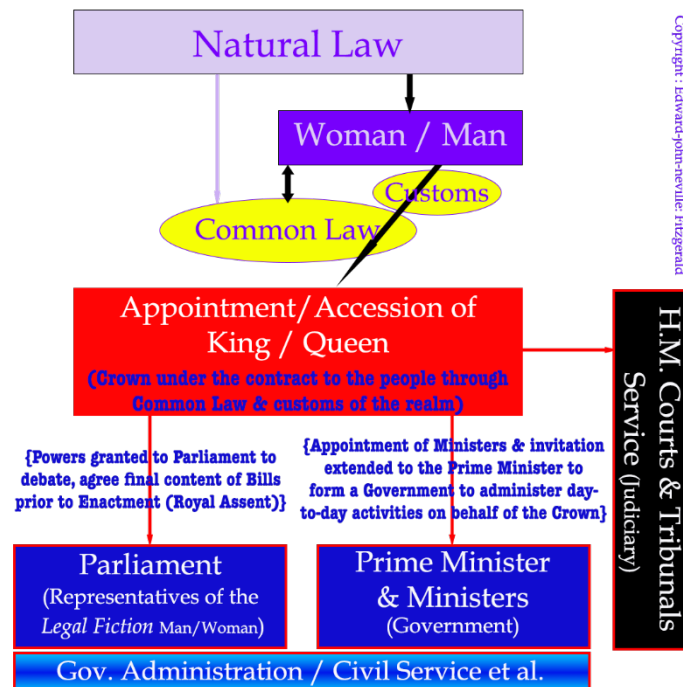 Natural Law
Woman / Man
Customs
Common Law
Appointment/Accession of
King / Queen
(Crown under the contract to the people through
Common Law & customs of the realm)
{Powers granted to Parliament to
debate, agree final content of Bills
prior to Enactment (Royal Assent)}
{Appointment of Ministers & invitation
extended to the Prime Minister to
form a Government to administer day-
to-day activities on behalf of the Crown}
Parliament
(Representatives of the
Legal Fiction Man/Woman)
Prime Minister
& Ministers
(Government)
Gov. Administration / Civil Service et al.
H.M. Courts & Tribunals
Service (Judiciary)
Copyright : Edward-john-neville: Fitzgerald